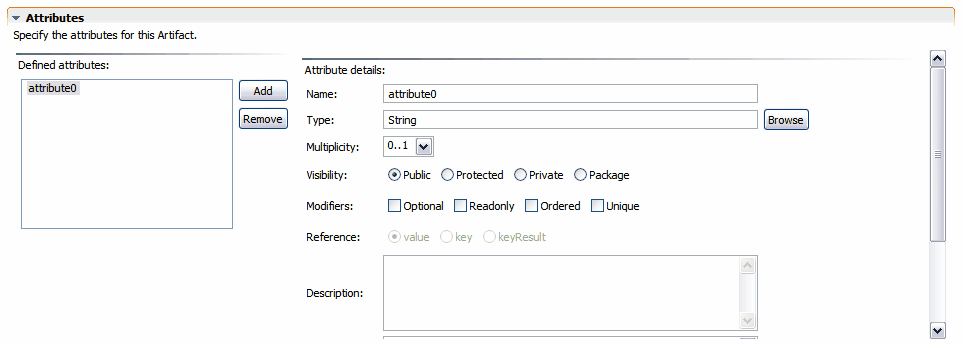 Attributes
Specify the attributes for this Artifact.
Defined attributes:
attribute0
Add
Remove
Attribute details:
Name: attribute0
Type: String Browse
Multiplicity: 0..1
Visibility: Public Protected Private Package
Modifiers: Optional Readonly Ordered Unique
Reference: value key keyResult
Description: